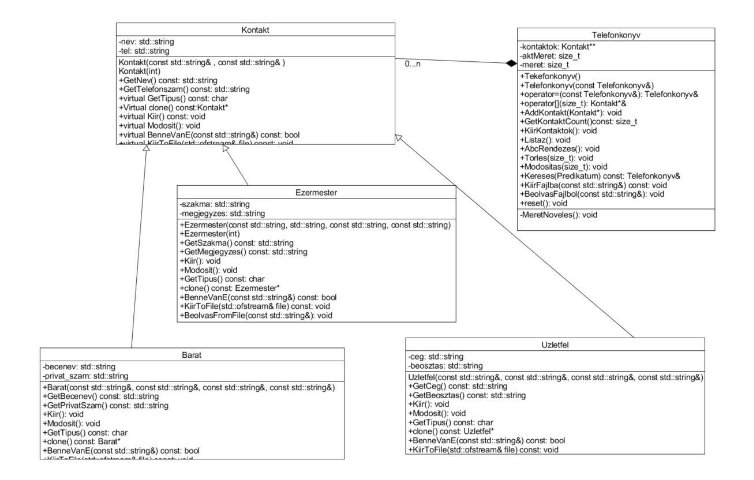 Kontakt
-nev: std::string
-tel: std::string
Kontakt(const std::string& , const std::string& )
Kontakt(int)
+GetNev() const: std::string
+GetTelefonszam() const: std::string
+virtual GetTipus() const: char
+Virtual clone() const:Kontakt*
+virtual Kiir() const: void
+virtual Modosit(): void
+virtual BenneVanE(const std::string&) const: bool
+virtual KiirToFile(std::ofstream& file) const: void
0...n
Telefonkonyv
-kontaktok: Kontakt**
-aktMeret: size_t
-meret: size_t
+Tekefonkonyv()
+Telefonkonyv(const Telefonkonyv&)
+operator=(const Telefonkonyv&): Telefonkonyv&
+operator[](size_t): Kontakt*&
+AddKontakt(Kontakt*): void
+GetKontaktCount()const: size_t
+KiirKontaktok(): void
+Listaz(): void
+AbcRendezes(): void
+Torles(size_t): void
+Modositas(size_t): void
+Kereses(Predikatum) const: Telefonkonyv&
+KiirFajlba(const std::string&) const: void
+BeolvasFajlbol(const std::string&): void
+reset(): void
-MeretNoveles(): void
Ezermester
-szakma: std::string
-megjegyzes: std::string
+Ezermester(const std::string, std::string, const std::string, const std::string)
+Ezermester(int)
+GetSzakma() const: std::string
+GetMegjegyzes() const: std::string
+Kiir(): void
+Modosit(): void
+GetTipus() const: char
+clone() const: Ezermester*
+BenneVanE(const std::string&) const: bool
+KiirToFile(std::ofstream& file) const: void
+BeolvasFromFile(const std::string&): void
Barat
-becenev: std::string
-privat_szam: std::string
+Barat(const std::string&, const std::string&, const std::string&, const std::string&)
+GetBecenev() const: std::string
+GetPrivatSzam() const: std::string
+Kiir(): void
+Modosit(): void
+GetTipus() const: char
+clone() const: Barat*
+BenneVanE(const std::string&) const: bool
+KiirToFile(std::ofstream& file) const: void
Uzletfel
-ceg: std::string
-beosztas: std::string
Uzletfel(const std::string&, const std::string&, const std::string&, const std::string&)
+GetCeg() const: std::string
+GetBeosztas() const: std::string
+Kiir(): void
+Modosit(): void
+GetTipus() const: char
+clone() const: Uzletfel*
+BenneVanE(const std::string&) const: bool
+KiirToFile(std::ofstream& file) const: void